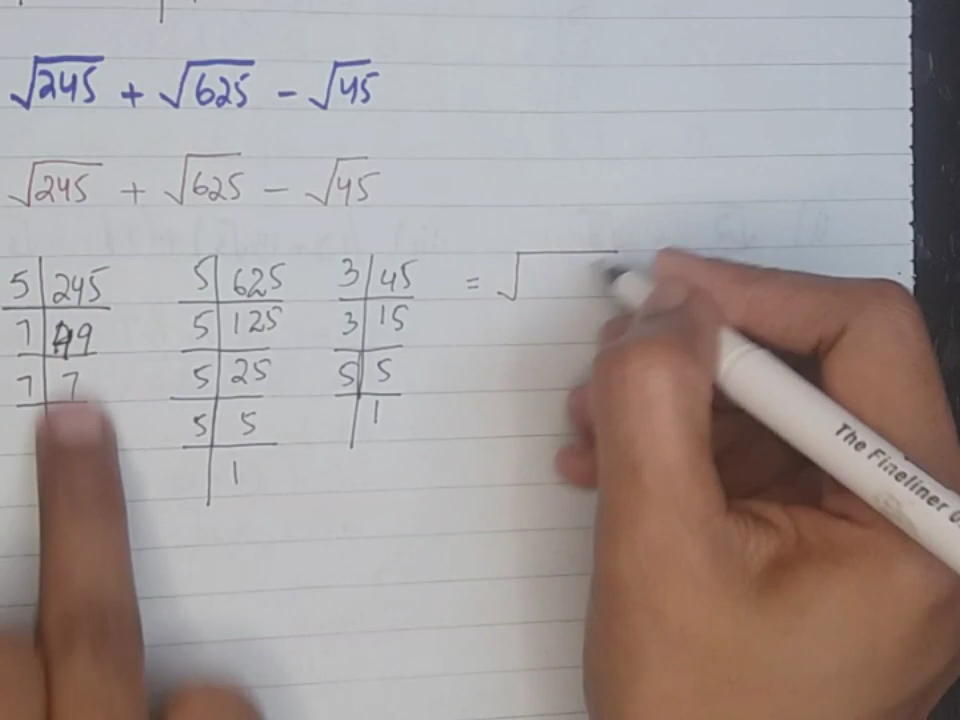 √245 + √625 - √45
√245 + √625 - √45
5 | 245 5 | 625 3 | 45 = √
7 | 49 5 | 125 3 | 15
7 | 7 5 | 25 5 | 5
5 | 5 | 1
| 1
The Fineliner